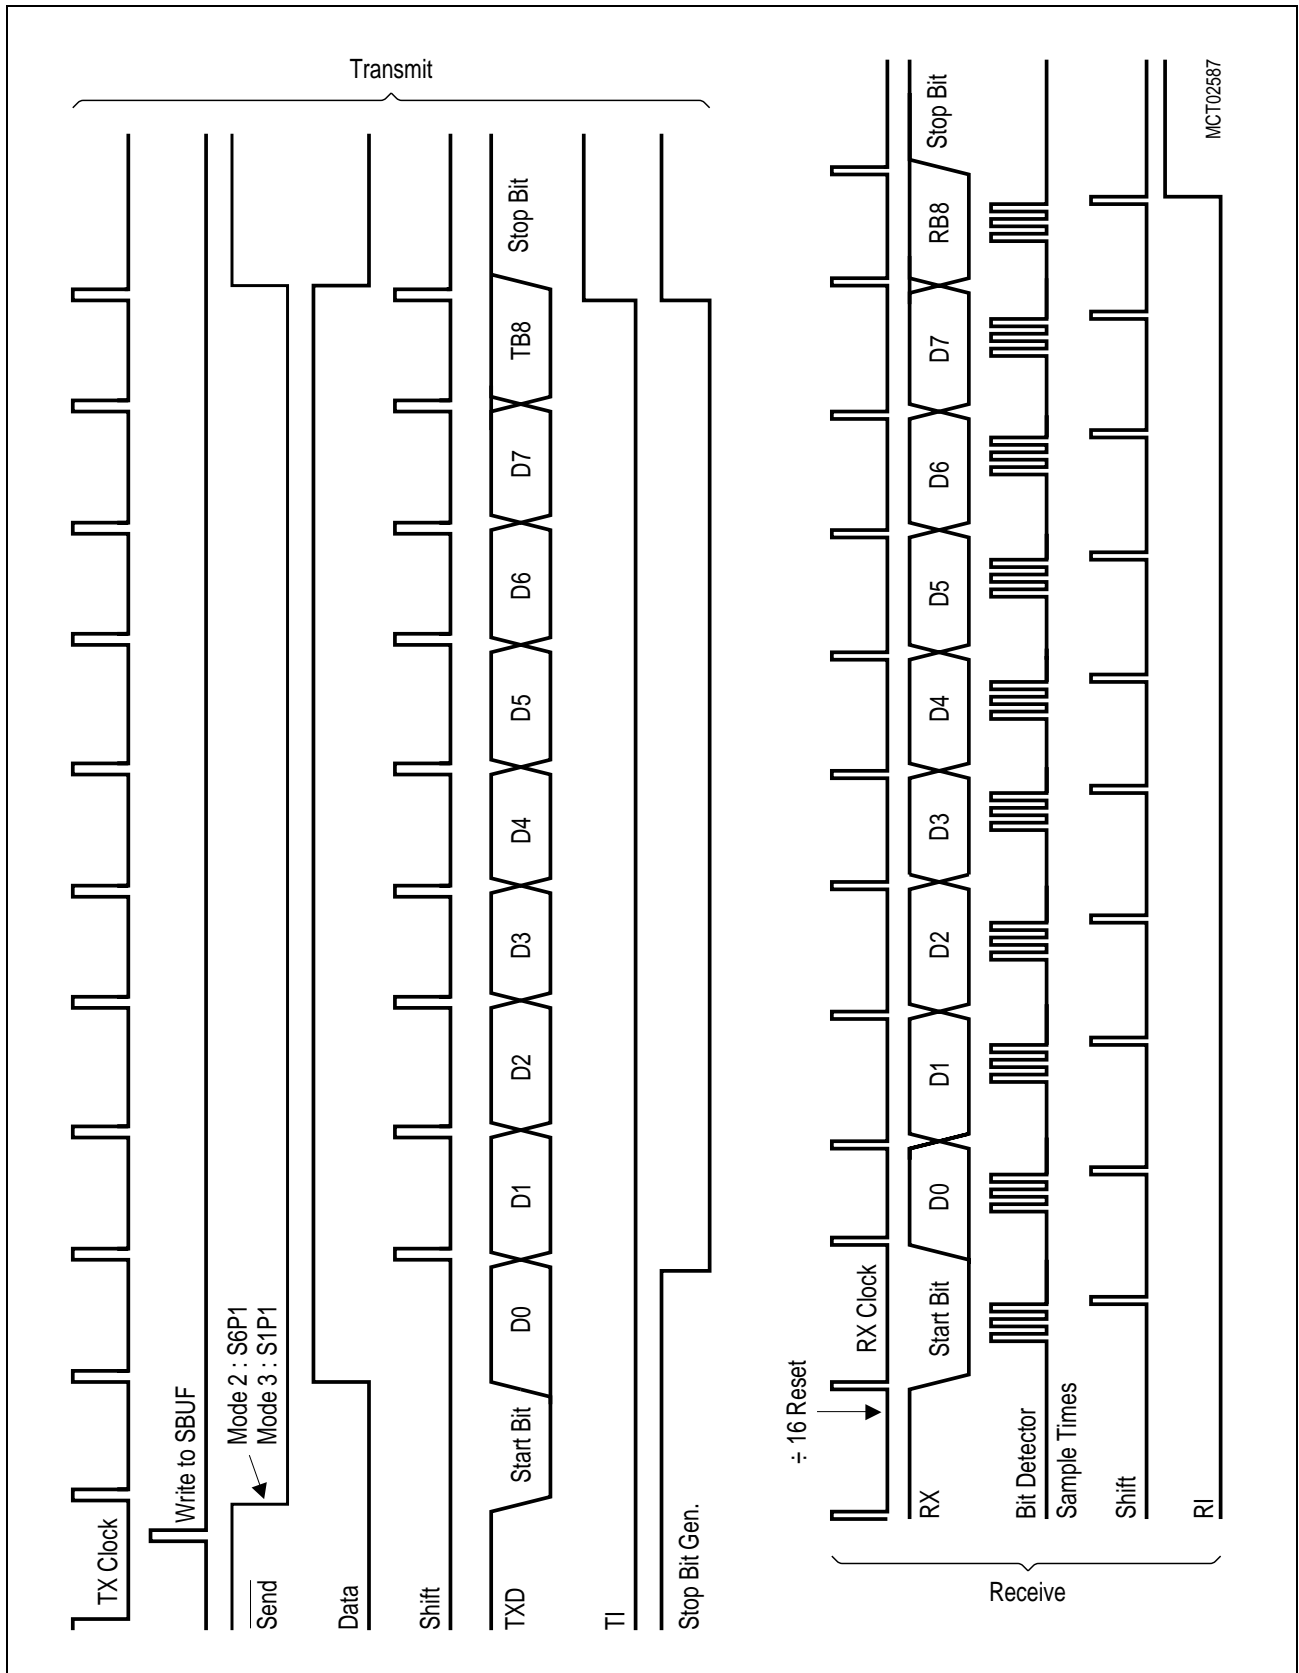 Transmit
TX Clock
Write to SBUF
Mode 2 : S6P1
Mode 3 : S1P1
Send
Data
Shift
TXD
Start Bit
D0
D1
D2
D3
D4
D5
D6
D7
TB8
Stop Bit
TI
Stop Bit Gen.
÷ 16 Reset
RX Clock
RX
Start Bit
D0
D1
D2
D3
D4
D5
D6
D7
RB8
Stop Bit
Bit Detector
Sample Times
Shift
RI
Receive
MCT02587